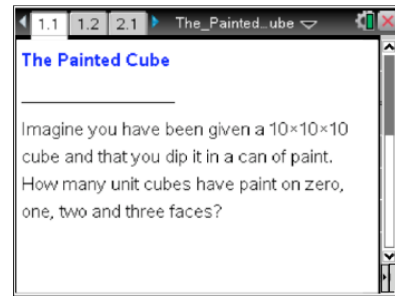 1.1 1.2 2.1 The_Painted...ube
The Painted Cube
Imagine you have been given a 10×10×10
cube and that you dip it in a can of paint.
How many unit cubes have paint on zero,
one, two and three faces?